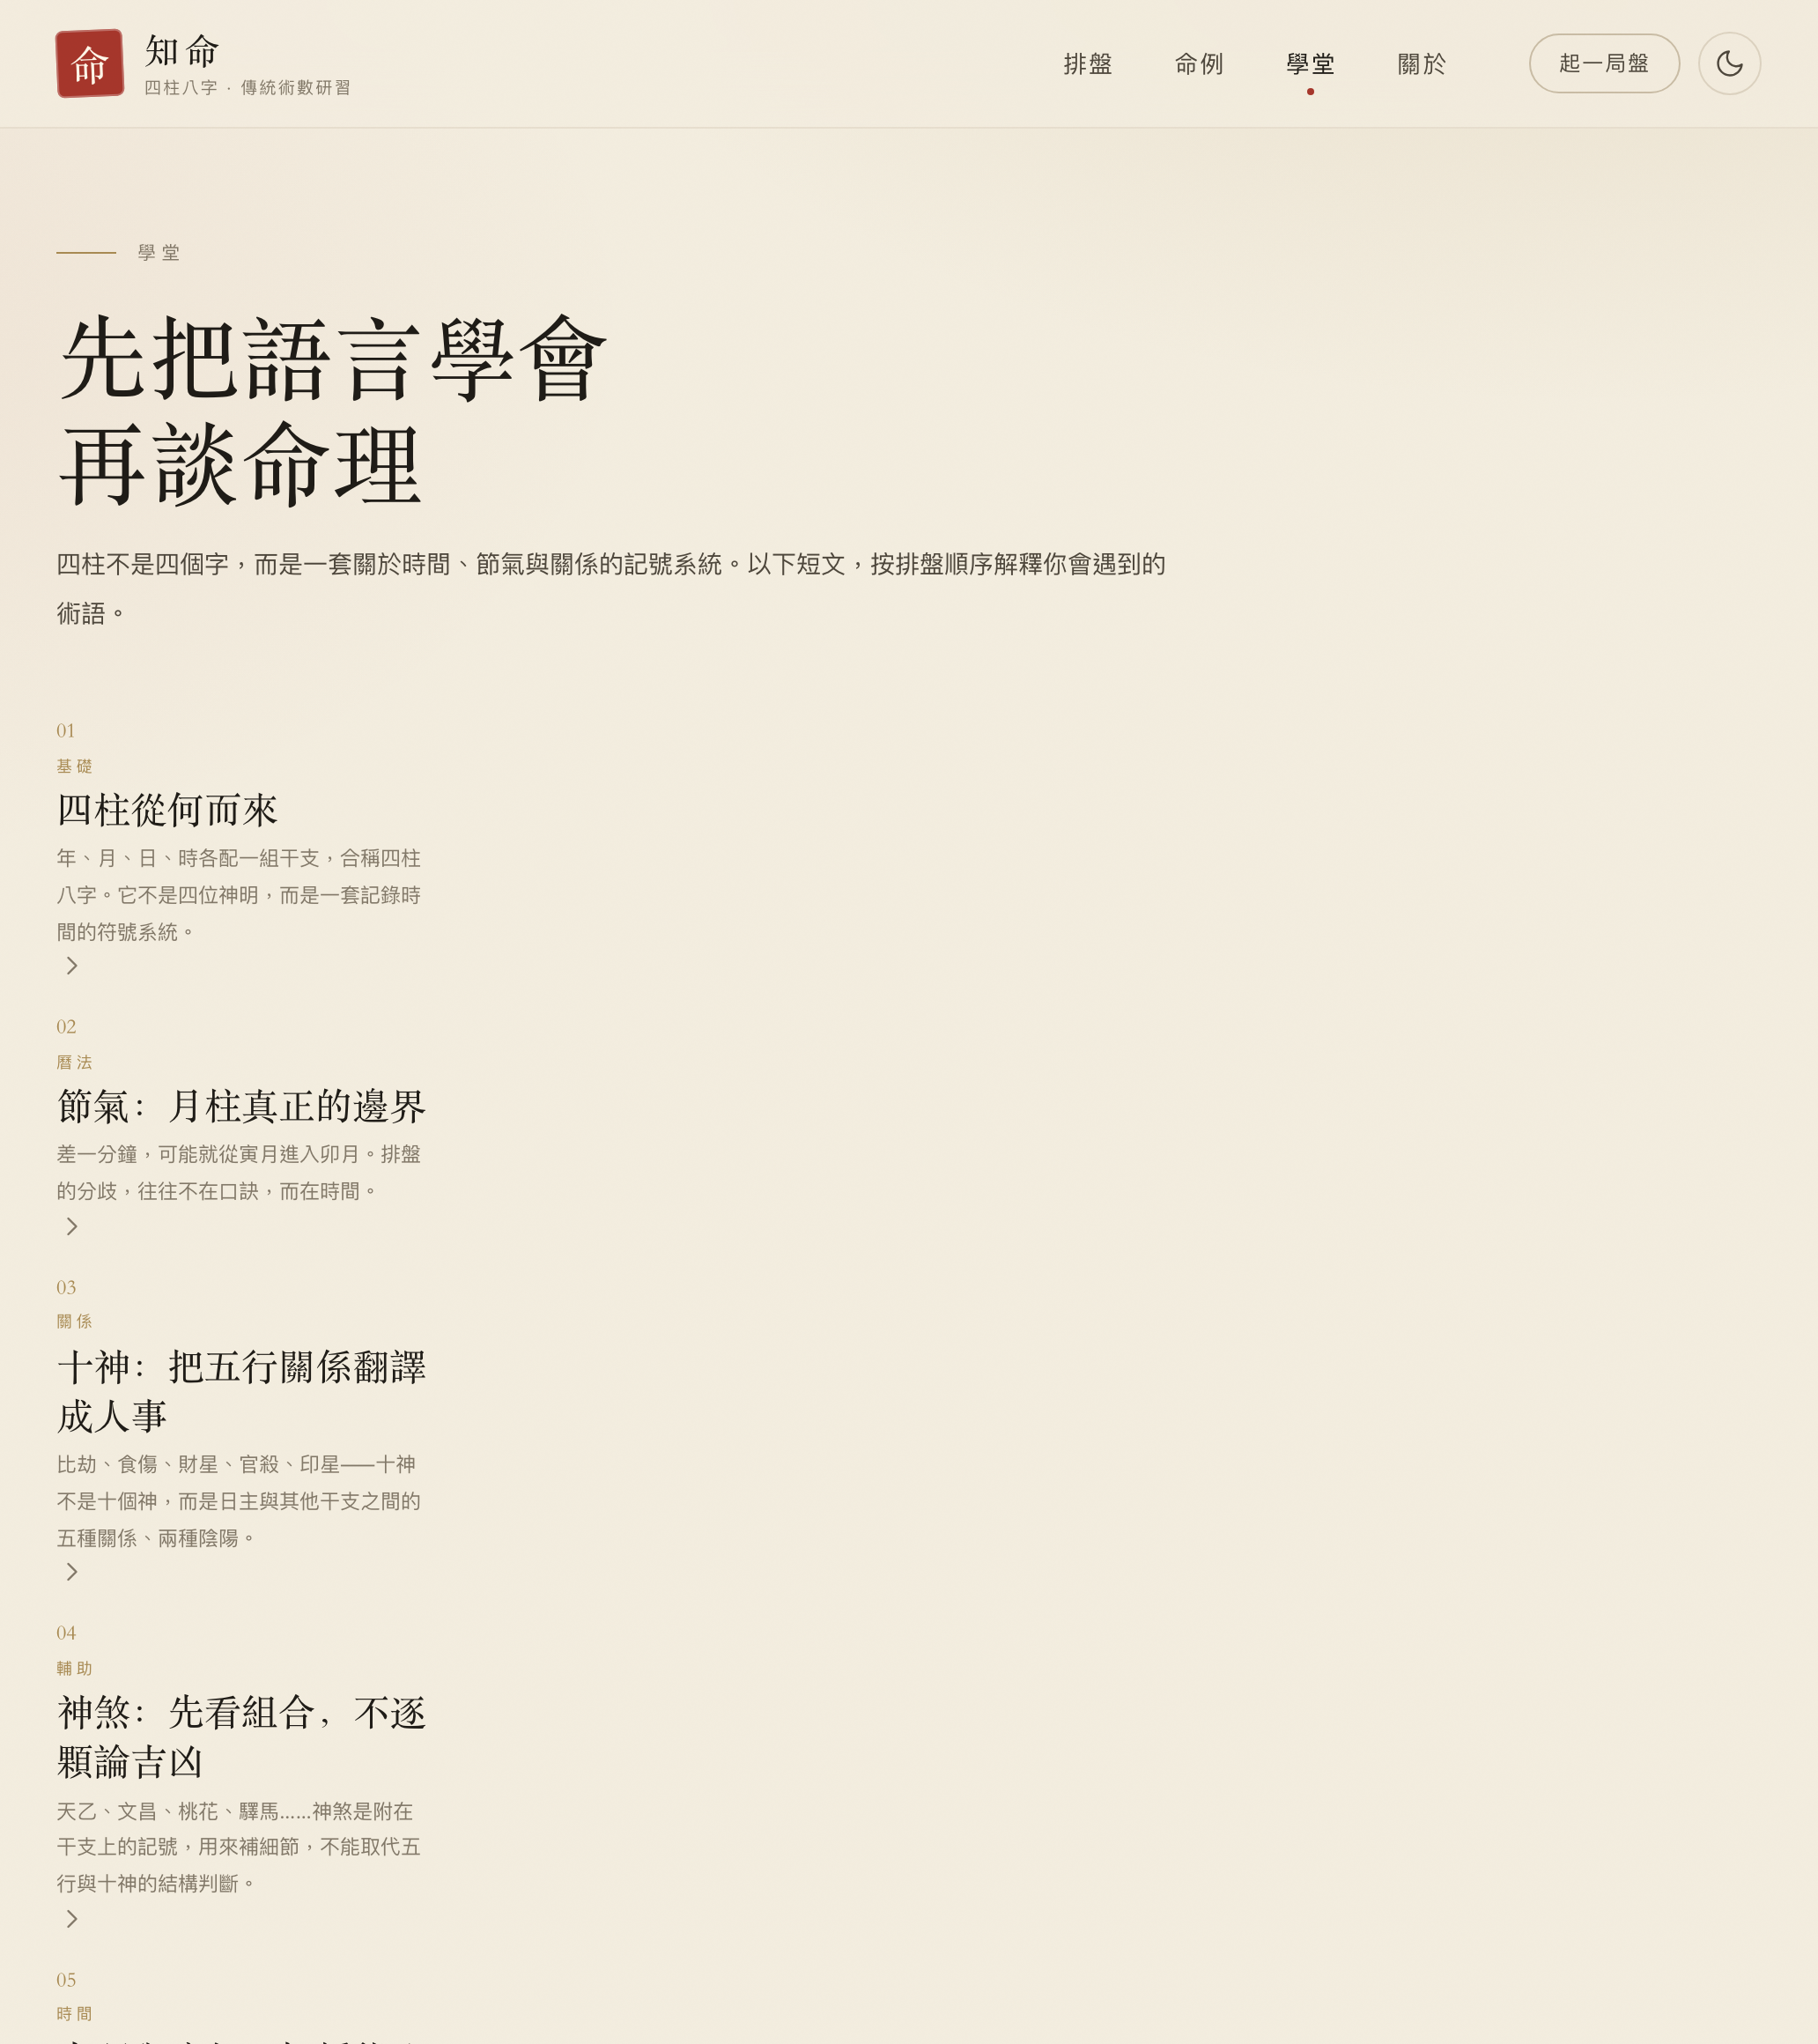 命
知命
四柱八字 · 傳統術數研習
排盤
命例
學堂
關於
起一局盤
學堂
先把語言學會
再談命理
四柱不是四個字，而是一套關於時間、節氣與關係的記號系統。以下短文，按排盤順序解釋你會遇到的
術語。
01
基礎
四柱從何而來
年、月、日、時各配一組干支，合稱四柱
八字。它不是四位神明，而是一套記錄時
間的符號系統。
02
曆法
節氣：月柱真正的邊界
差一分鐘，可能就從寅月進入卯月。排盤
的分歧，往往不在口訣，而在時間。
03
關係
十神：把五行關係翻譯
成人事
比劫、食傷、財星、官殺、印星——十神
不是十個神，而是日主與其他干支之間的
五種關係、兩種陰陽。
04
輔助
神煞：先看組合，不逐
顆論吉凶
天乙、文昌、桃花、驛馬……神煞是附在
干支上的記號，用來補細節，不能取代五
行與十神的結構判斷。
05
時間